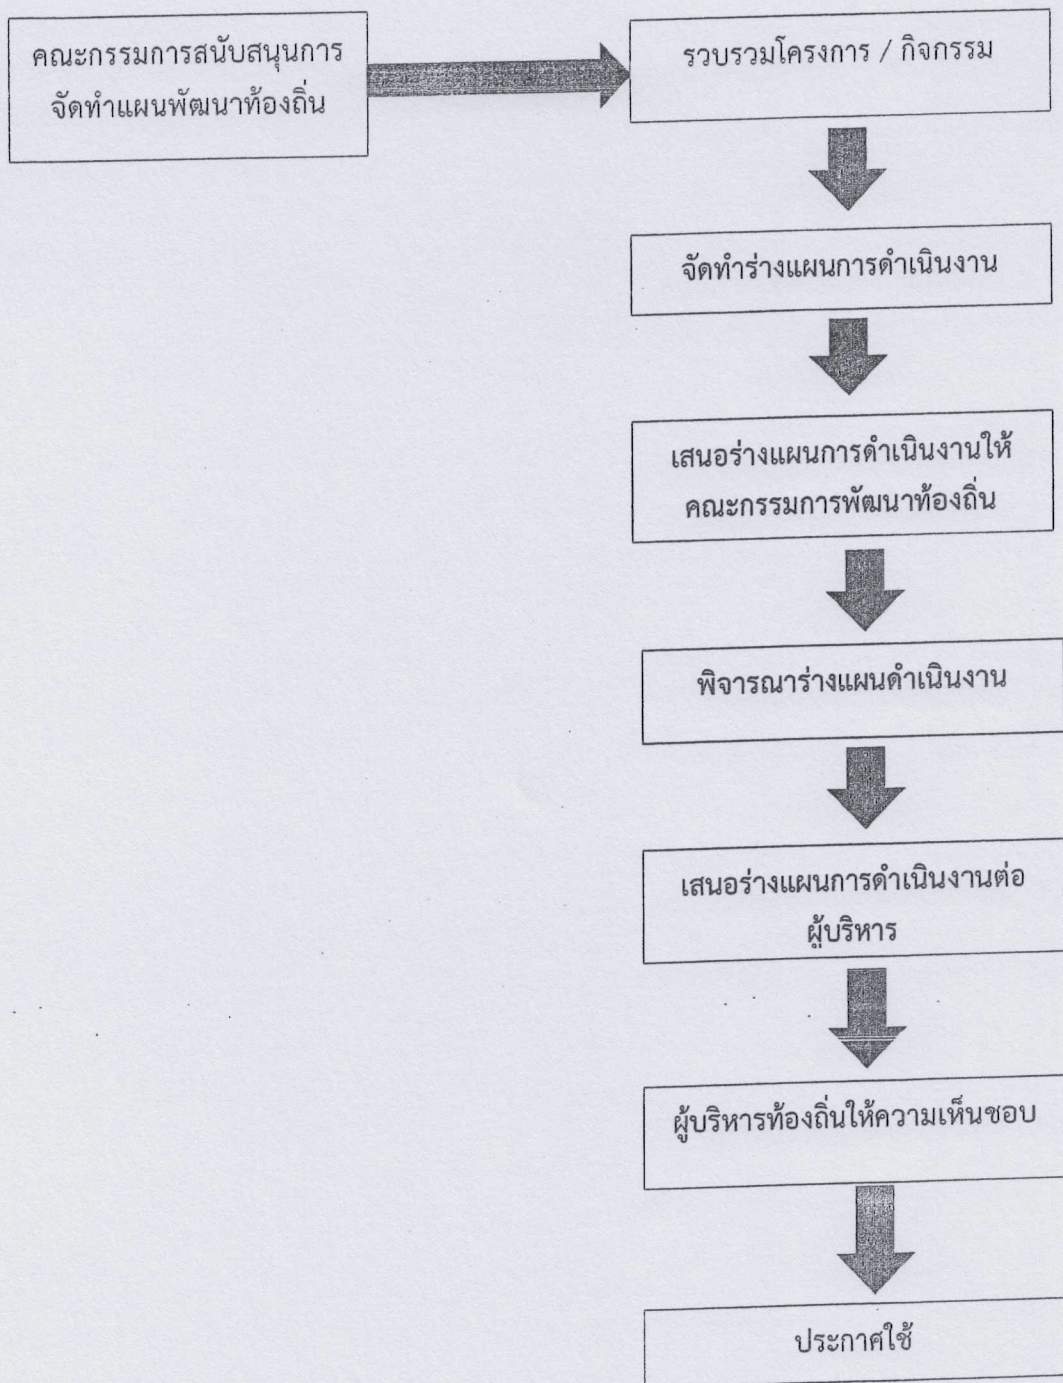 คณะกรรมการสนับสนุนการ
จัดทำแผนพัฒนาท้องถิ่น
รวบรวมโครงการ / กิจกรรม
จัดทำร่างแผนการดำเนินงาน
เสนอร่างแผนการดำเนินงานให้
คณะกรรมการพัฒนาท้องถิ่น
พิจารณาร่างแผนดำเนินงาน
เสนอร่างแผนการดำเนินงานต่อ
ผู้บริหาร
ผู้บริหารท้องถิ่นให้ความเห็นชอบ
ประกาศใช้